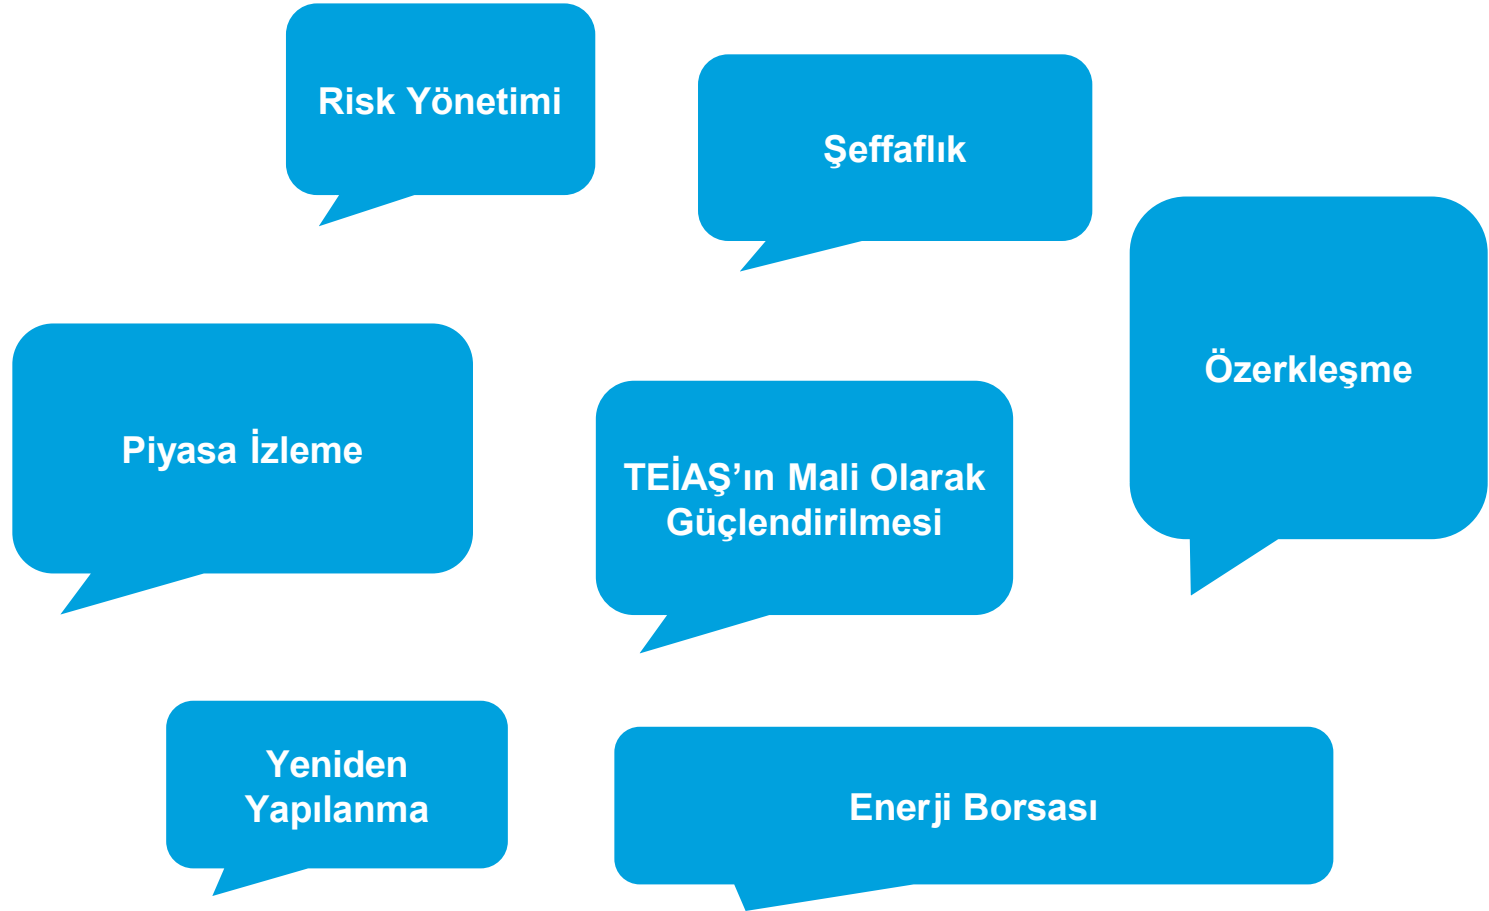 Risk Yönetimi
Şeffaflık
Özerkleşme
Piyasa İzleme
TEİAŞ’ın Mali Olarak
Güçlendirilmesi
Yeniden
Yapılanma
Enerji Borsası